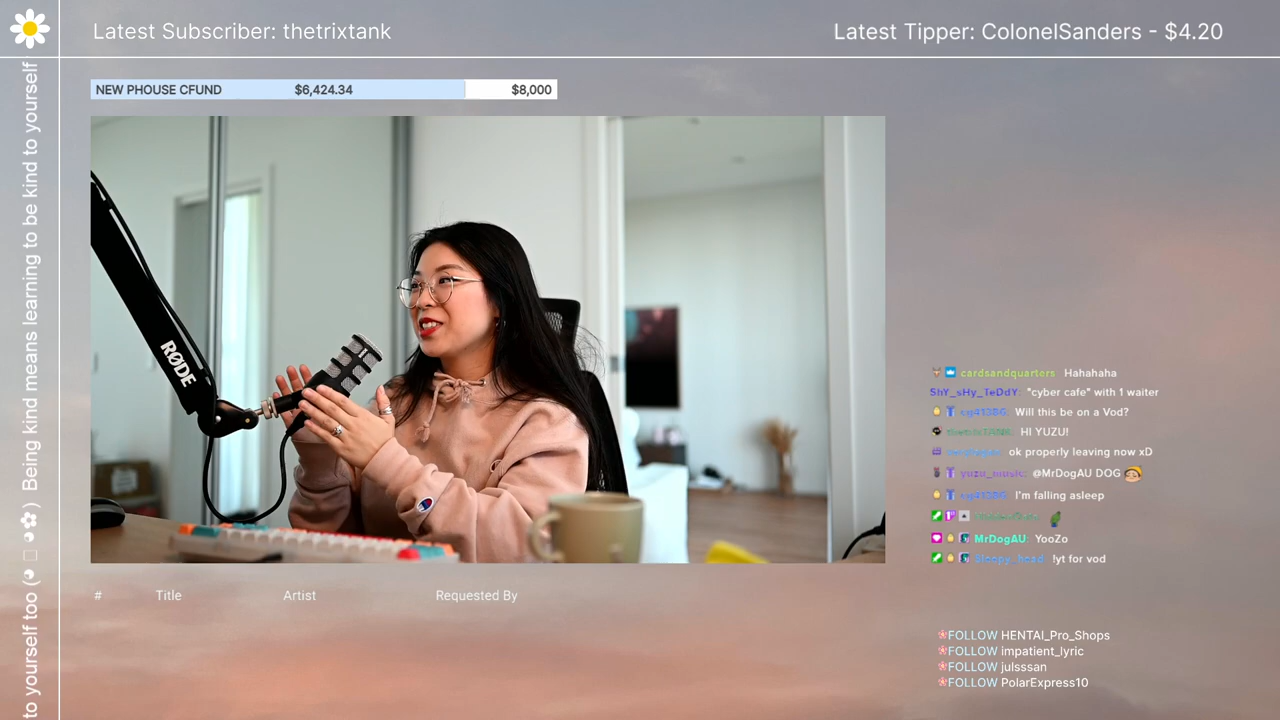 Latest Subscriber: thetrixtank
Latest Tipper: ColonelSanders - $4.20
to yourself too Being kind means learning to be kind to yourself
NEW PHOUSE CFUND $6,424.34 $8,000
RØDE
cardsandquarters: Hahahaha
ShY_sHy_TeDdY: "cyber cafe" with 1 waiter
Will this be on a Vod?
HI YUZU!
ok properly leaving now xD
yuzu_music: @MrDogAU DOG
I'm falling asleep
MrDogAU: YooZo
Sleepy_head: !yt for vod
# Title Artist Requested By
FOLLOW HENTAI_Pro_Shops
FOLLOW impatient_lyric
FOLLOW julsssan
FOLLOW PolarExpress10